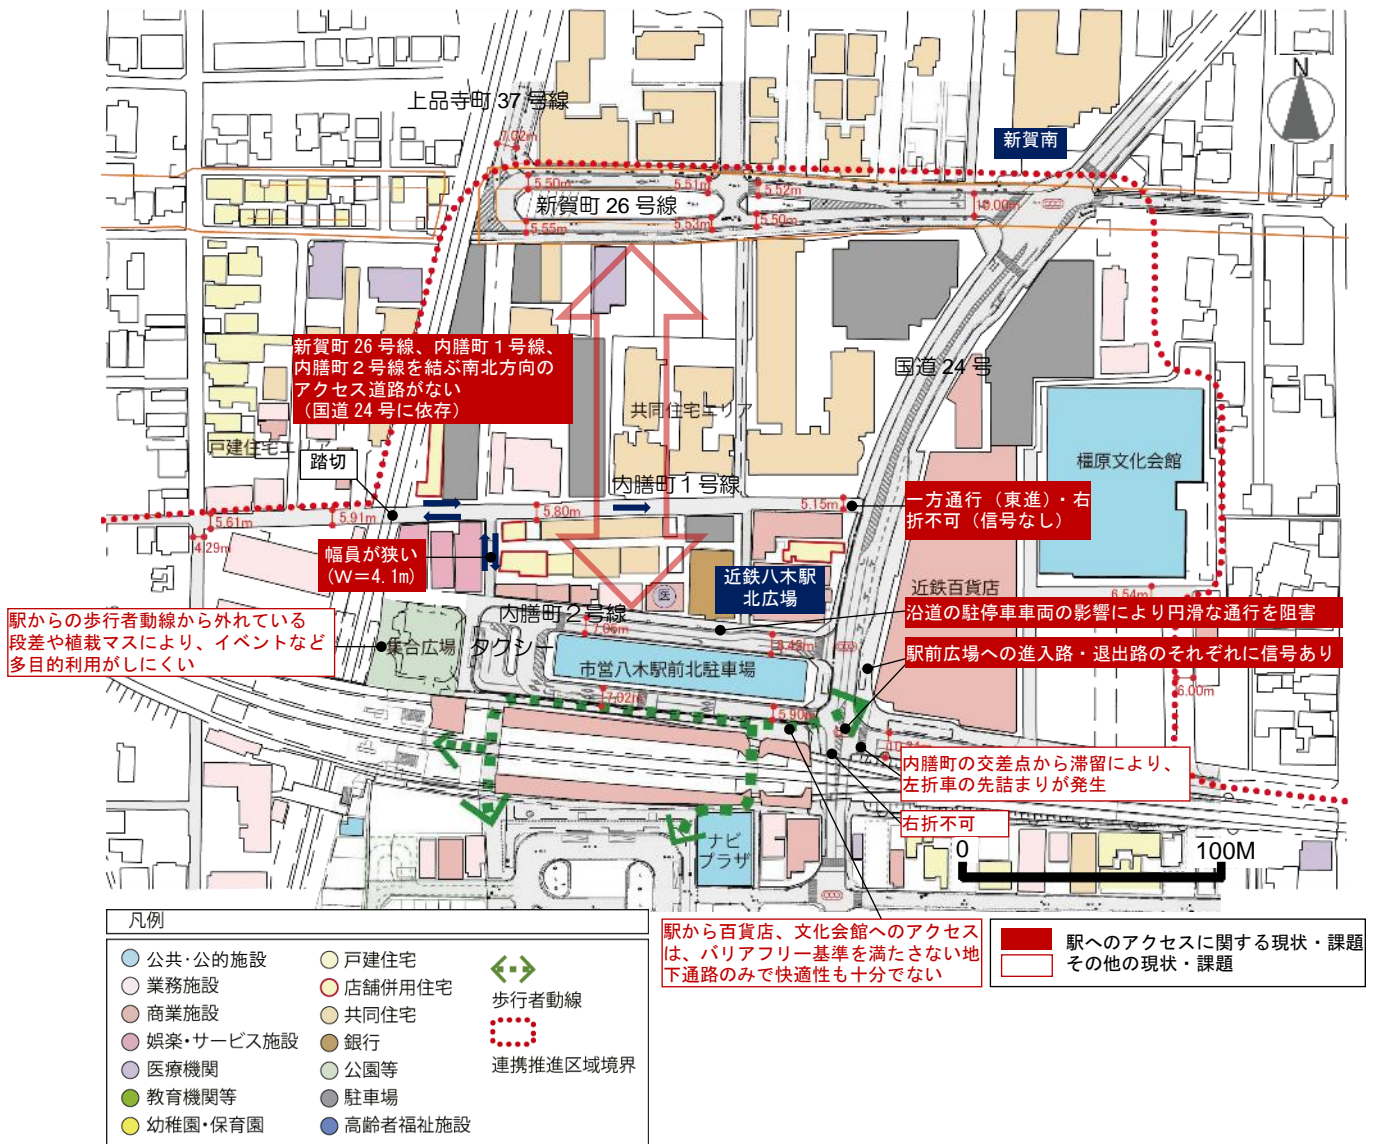 上品寺町 37 号線
7.02m
N
新賀南
5.50m
5.51m
5.52m
新賀町 26 号線
10.00m
5.55m
5.53m
5.50m
新賀町 26 号線、内膳町１号線、
内膳町２号線を結ぶ南北方向の
アクセス道路がない
（国道 24 号に依存）
国道 24 号
共同住宅エリア
戸建住宅エリア
踏切
橿原文化会館
内膳町１号線
5.61m
5.91m
5.80m
5.15m
4.29m
一方通行（東進）・右
折不可（信号なし）
幅員が狭い
(W＝4.1m)
近鉄八木駅
北広場
近鉄百貨店
6.54m
医
内膳町２号線
7.06m
沿道の駐停車車両の影響により円滑な通行を阻害
駅からの歩行者動線から外れている
段差や植栽マスにより、イベントなど
多目的利用がしにくい
集合広場
タクシー
8.42m
市営八木駅前北駐車場
駅前広場への進入路・退出路のそれぞれに信号あり
7.02m
6.00m
5.90m
内膳町の交差点から滞留により、
左折車の先詰まりが発生
右折不可
ナビ
プラザ
0
100M
駅から百貨店、文化会館へのアクセス
は、バリアフリー基準を満たさない地
下通路のみで快適性も十分でない
駅へのアクセスに関する現状・課題
その他の現状・課題
凡例
公共･公的施設
業務施設
商業施設
娯楽･サービス施設
医療機関
教育機関等
幼稚園･保育園
戸建住宅
店舗併用住宅
共同住宅
銀行
公園等
駐車場
高齢者福祉施設
歩行者動線
連携推進区域境界